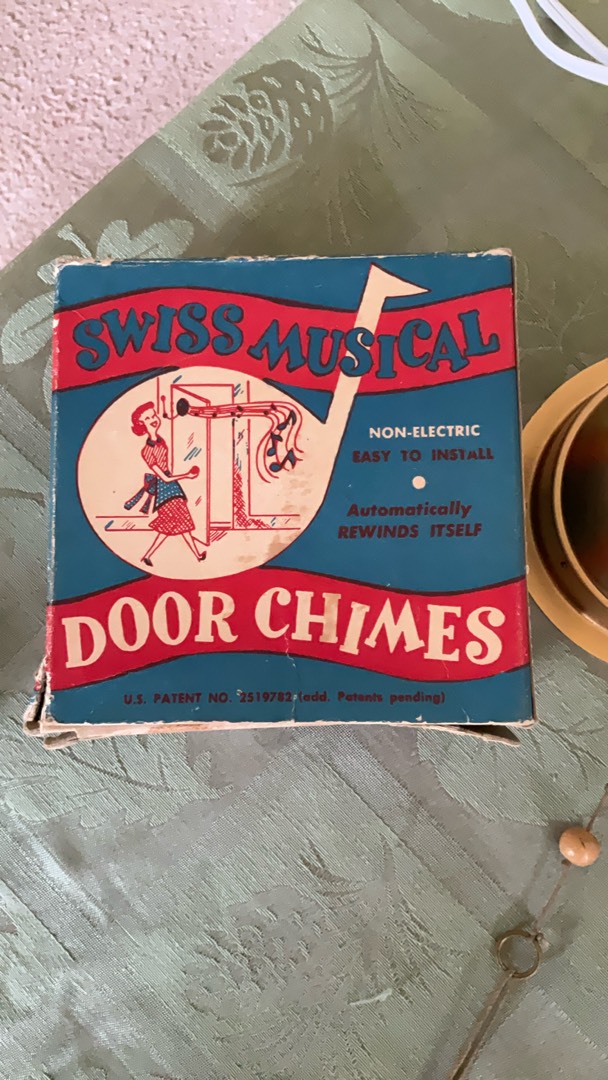 SWISS MUSICAL
NON-ELECTRIC
EASY TO INSTALL
Automatically
REWINDS ITSELF
DOOR CHIMES
U.S. PATENT NO. 2519782 (add. Patents pending)